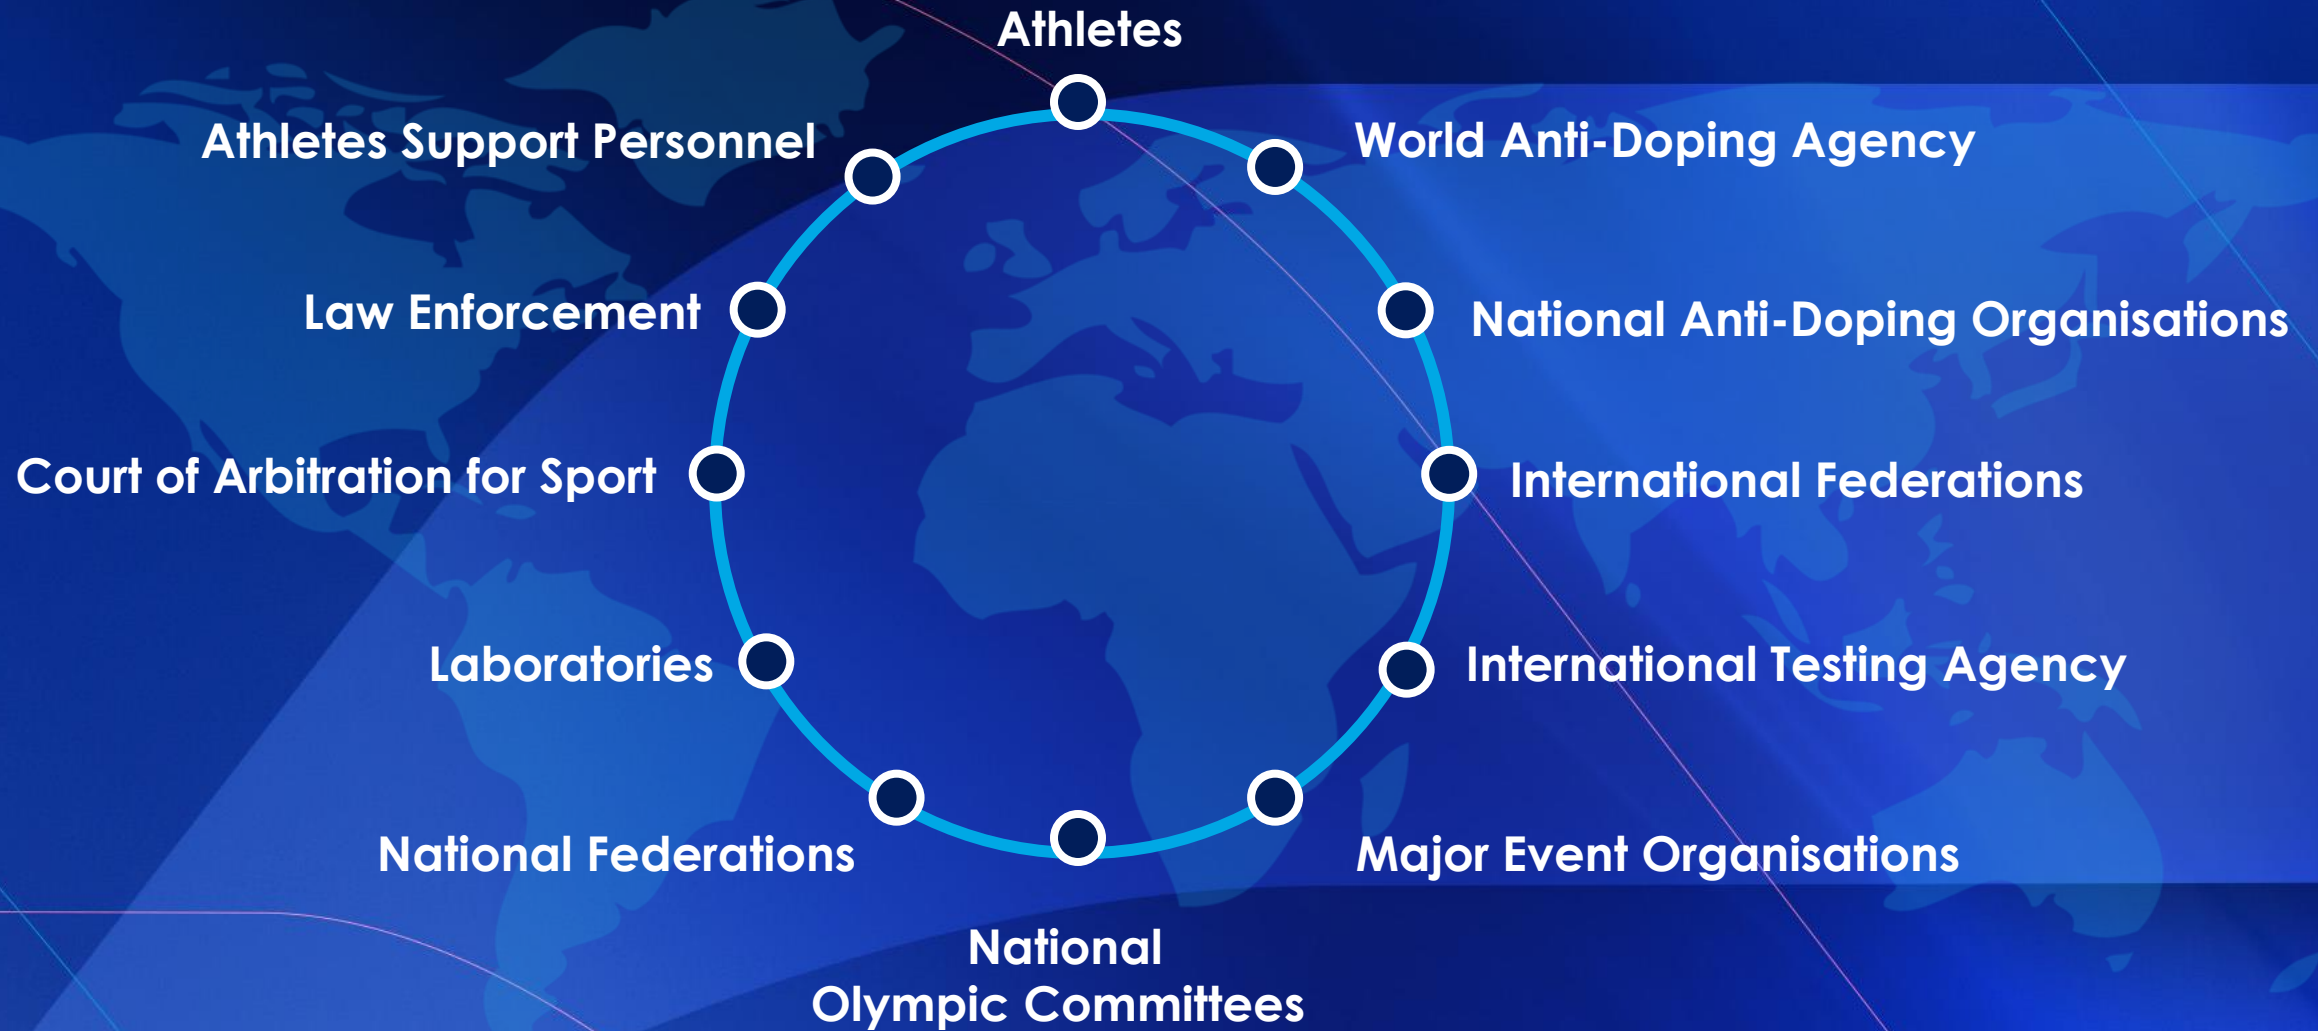 Athletes
World Anti-Doping Agency
National Anti-Doping Organisations
International Federations
International Testing Agency
Major Event Organisations
National
Olympic Committees
National Federations
Laboratories
Court of Arbitration for Sport
Law Enforcement
Athletes Support Personnel